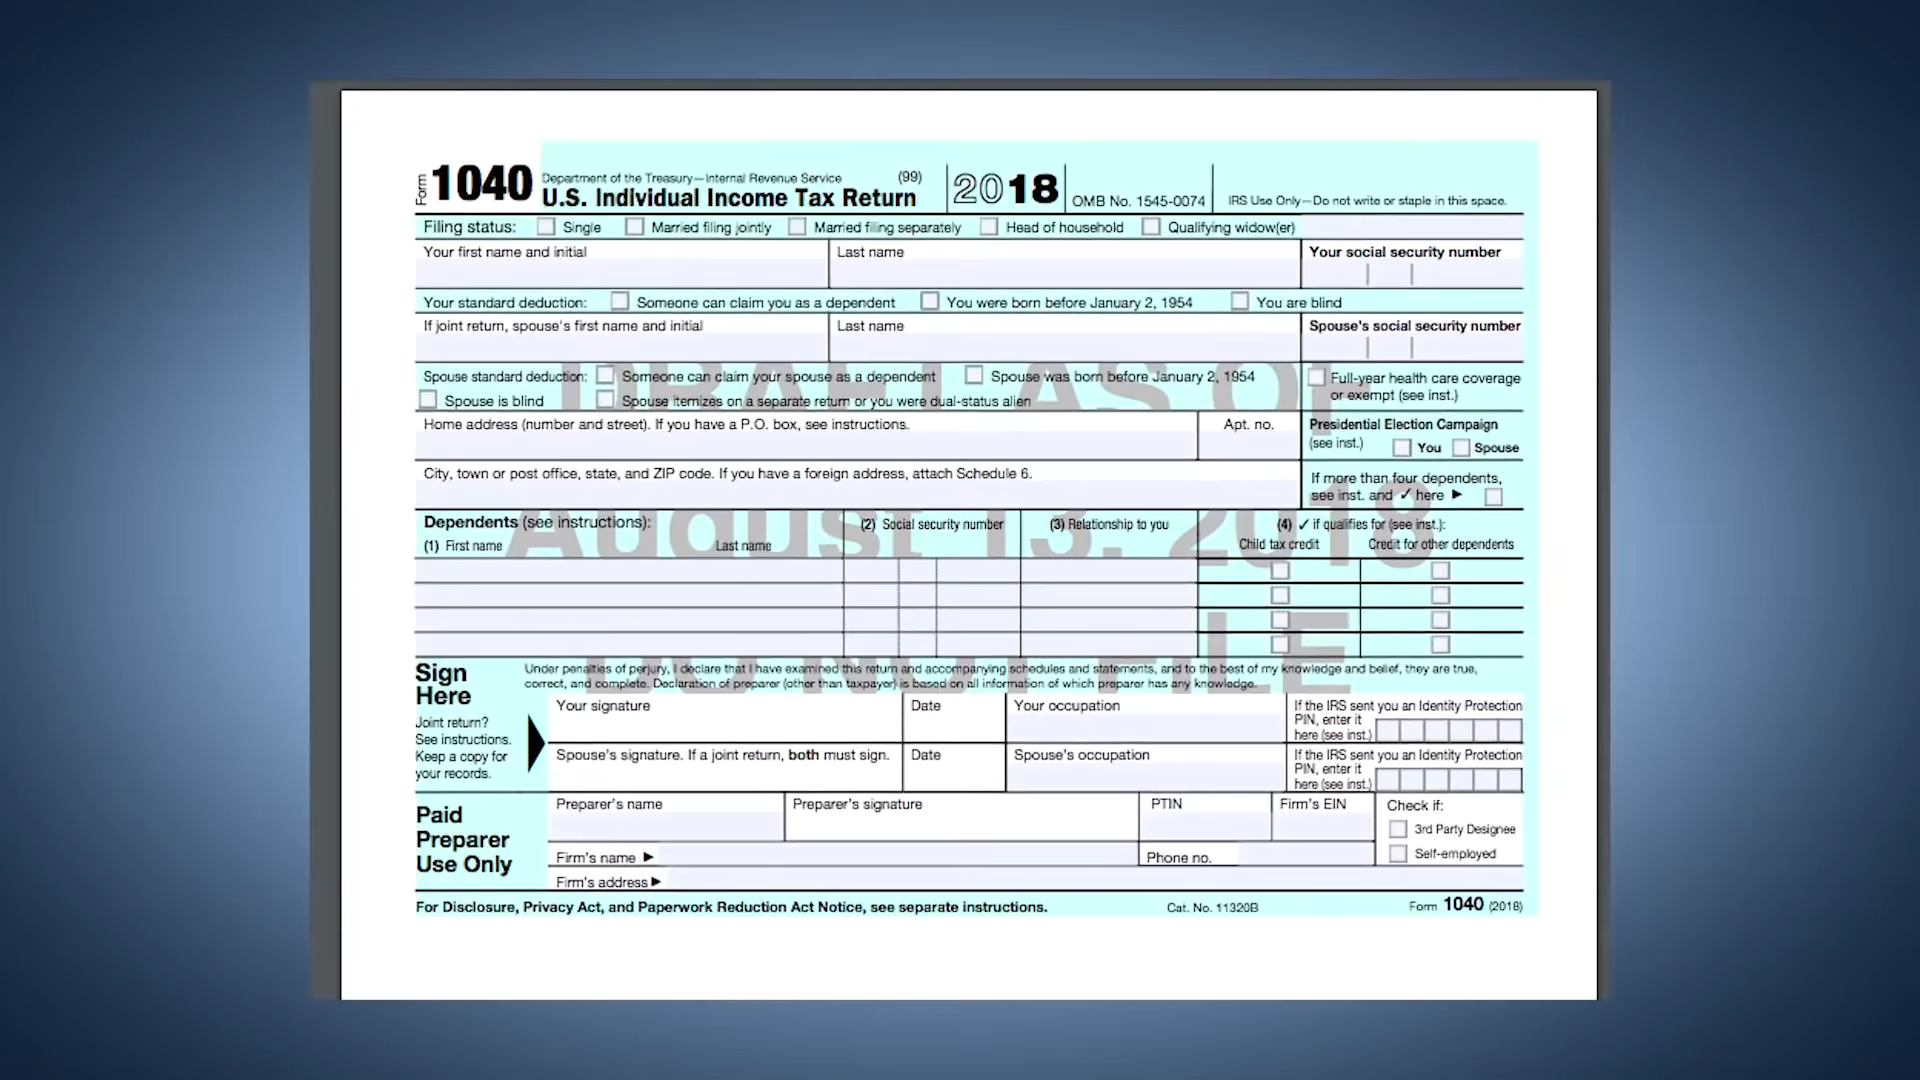 Form 1040 Department of the Treasury—Internal Revenue Service (99)
U.S. Individual Income Tax Return
2018 OMB No. 1545-0074 IRS Use Only—Do not write or staple in this space.
Filing status: Single Married filing jointly Married filing separately Head of household Qualifying widow(er)
Your first name and initial Last name Your social security number
Your standard deduction: Someone can claim you as a dependent You were born before January 2, 1954 You are blind
If joint return, spouse's first name and initial Last name Spouse's social security number
DRAFT AS OF
Spouse standard deduction: Someone can claim your spouse as a dependent Spouse was born before January 2, 1954
Spouse is blind Spouse itemizes on a separate return or you were dual-status alien
Full-year health care coverage
or exempt (see inst.)
Home address (number and street). If you have a P.O. box, see instructions. Apt. no.
Presidential Election Campaign
(see inst.) You Spouse
City, town or post office, state, and ZIP code. If you have a foreign address, attach Schedule 6.
If more than four dependents,
see inst. and ✓ here ▶
August 13, 2018
Dependents (see instructions): (2) Social security number (3) Relationship to you (4) ✓ if qualifies for (see inst.):
(1) First name Last name Child tax credit Credit for other dependents
DO NOT FILE
Sign
Here
Under penalties of perjury, I declare that I have examined this return and accompanying schedules and statements, and to the best of my knowledge and belief, they are true,
correct, and complete. Declaration of preparer (other than taxpayer) is based on all information of which preparer has any knowledge.
Joint return?
See instructions.
Keep a copy for
your records.
Your signature Date Your occupation
If the IRS sent you an Identity Protection
PIN, enter it
here (see inst.)
Spouse's signature. If a joint return, both must sign. Date Spouse's occupation
If the IRS sent you an Identity Protection
PIN, enter it
here (see inst.)
Paid
Preparer
Use Only
Preparer's name Preparer's signature PTIN Firm's EIN Check if:
3rd Party Designee
Self-employed
Firm's name ▶ Phone no.
Firm's address ▶
For Disclosure, Privacy Act, and Paperwork Reduction Act Notice, see separate instructions. Cat. No. 11320B Form 1040 (2018)